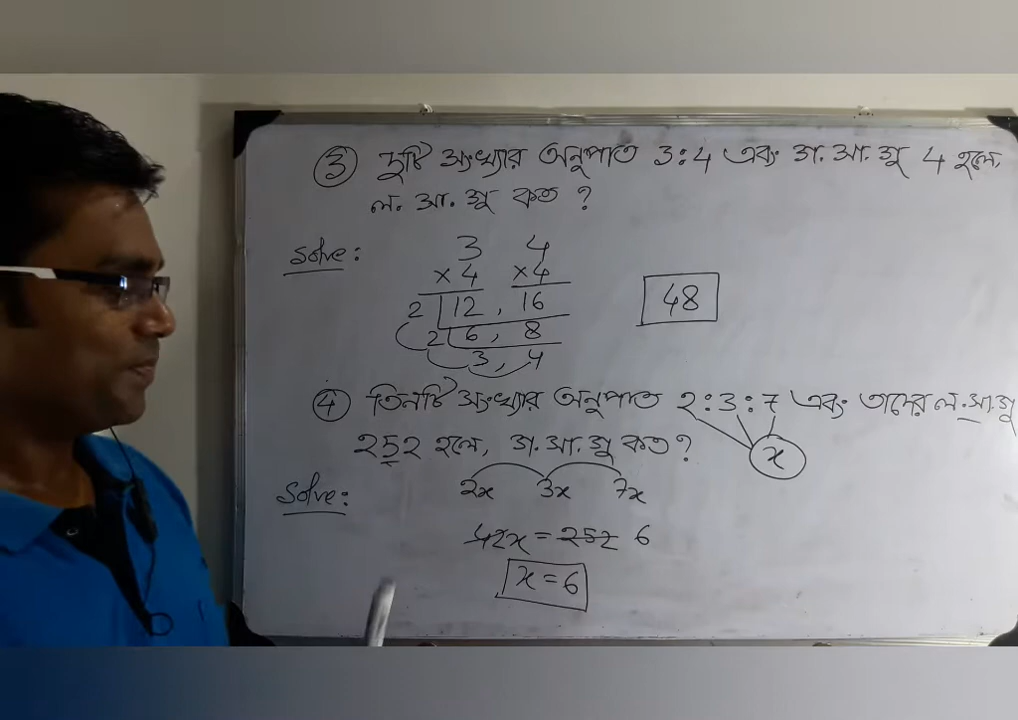 ③ দুটি সংখ্যার অনুপাত 3:4 এবং গ.সা.গু 4 হলে,
ল.সা.গু কত ?
Solve: 3 4
×4 ×4
2 12, 16 48
2 6, 8
3, 4
④ তিনটি সংখ্যার অনুপাত 2:3:7 এবং তাদের ল.সা.গু
252 হলে, গ.সা.গু কত? x
Solve: 2x 3x 7x
42x = 252 6
x = 6